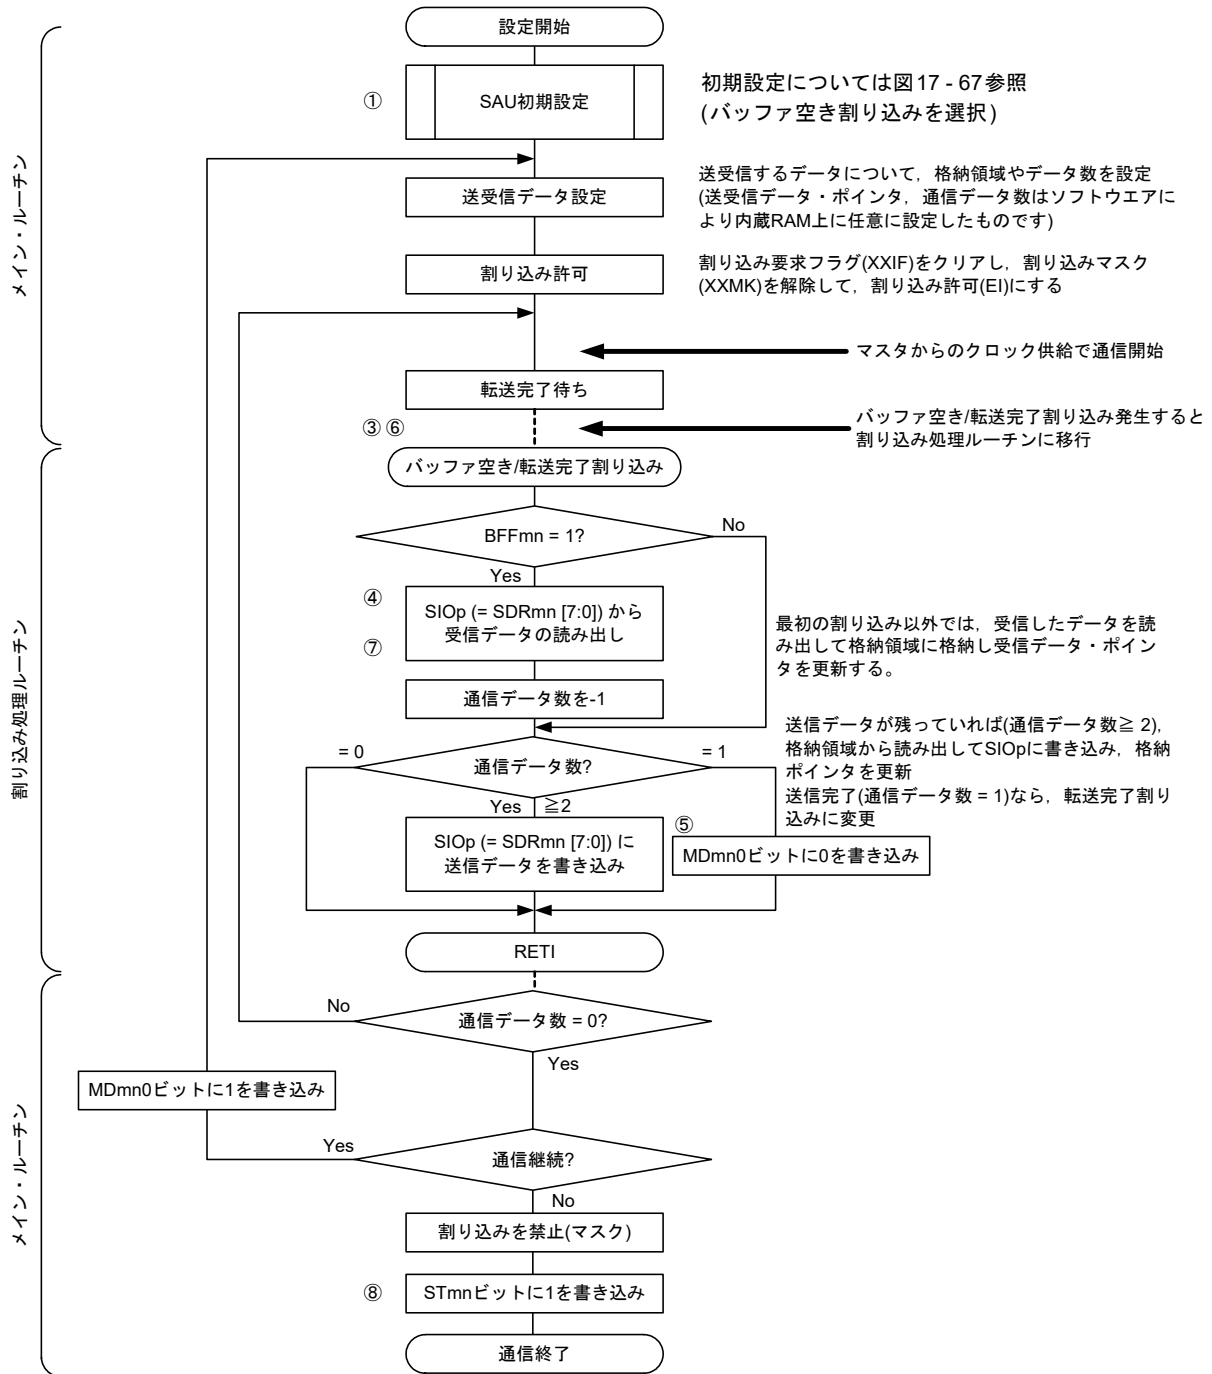 設定開始
①
SAU初期設定
初期設定については図17 - 67参照
(バッファ空き割り込みを選択)
メイン・ルーチン
送受信データ設定
送受信するデータについて，格納領域やデータ数を設定
(送受信データ・ポインタ，通信データ数はソフトウエアに
より内蔵RAM上に任意に設定したものです)
割り込み許可
割り込み要求フラグ(XXIF)をクリアし，割り込みマスク
(XXMK)を解除して，割り込み許可(EI)にする
マスタからのクロック供給で通信開始
転送完了待ち
③⑥
バッファ空き/転送完了割り込み発生すると
割り込み処理ルーチンに移行
バッファ空き/転送完了割り込み
割り込み処理ルーチン
BFFmn = 1?
No
Yes
④
SIOp (= SDRmn [7:0]) から
受信データの読み出し
⑦
最初の割り込み以外では，受信したデータを読
み出して格納領域に格納し受信データ・ポイン
タを更新する。
通信データ数を-1
= 0
通信データ数?
= 1
送信データが残っていれば(通信データ数≧ 2),
格納領域から読み出してSIOpに書き込み，格納
ポインタを更新
送信完了(通信データ数 = 1)なら，転送完了割り
込みに変更
Yes ≧2
SIOp (= SDRmn [7:0]) に
送信データを書き込み
⑤
MDmn0ビットに0を書き込み
RETI
No
通信データ数 = 0?
Yes
MDmn0ビットに1を書き込み
メイン・ルーチン
Yes
通信継続?
No
割り込みを禁止(マスク)
⑧
STmnビットに1を書き込み
通信終了